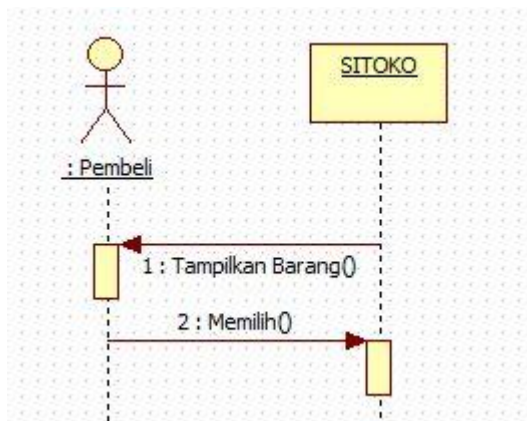 SITOKO
: Pembeli
1 : Tampilkan Barang()
2 : Memilih()